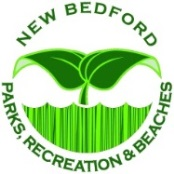 NEW BEDFORD
PARKS, RECREATION & BEACHES